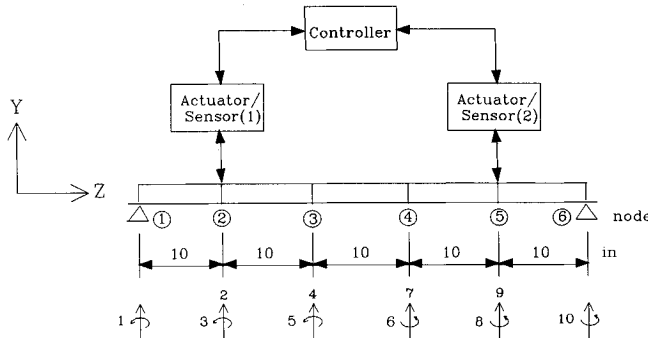 Controller
Actuator/
Sensor(1)
Actuator/
Sensor(2)
Y
Z
① ② ③ ④ ⑤ ⑥ node
10 10 10 10 10 in
2 4 7 9
1 3 5 6 8 10